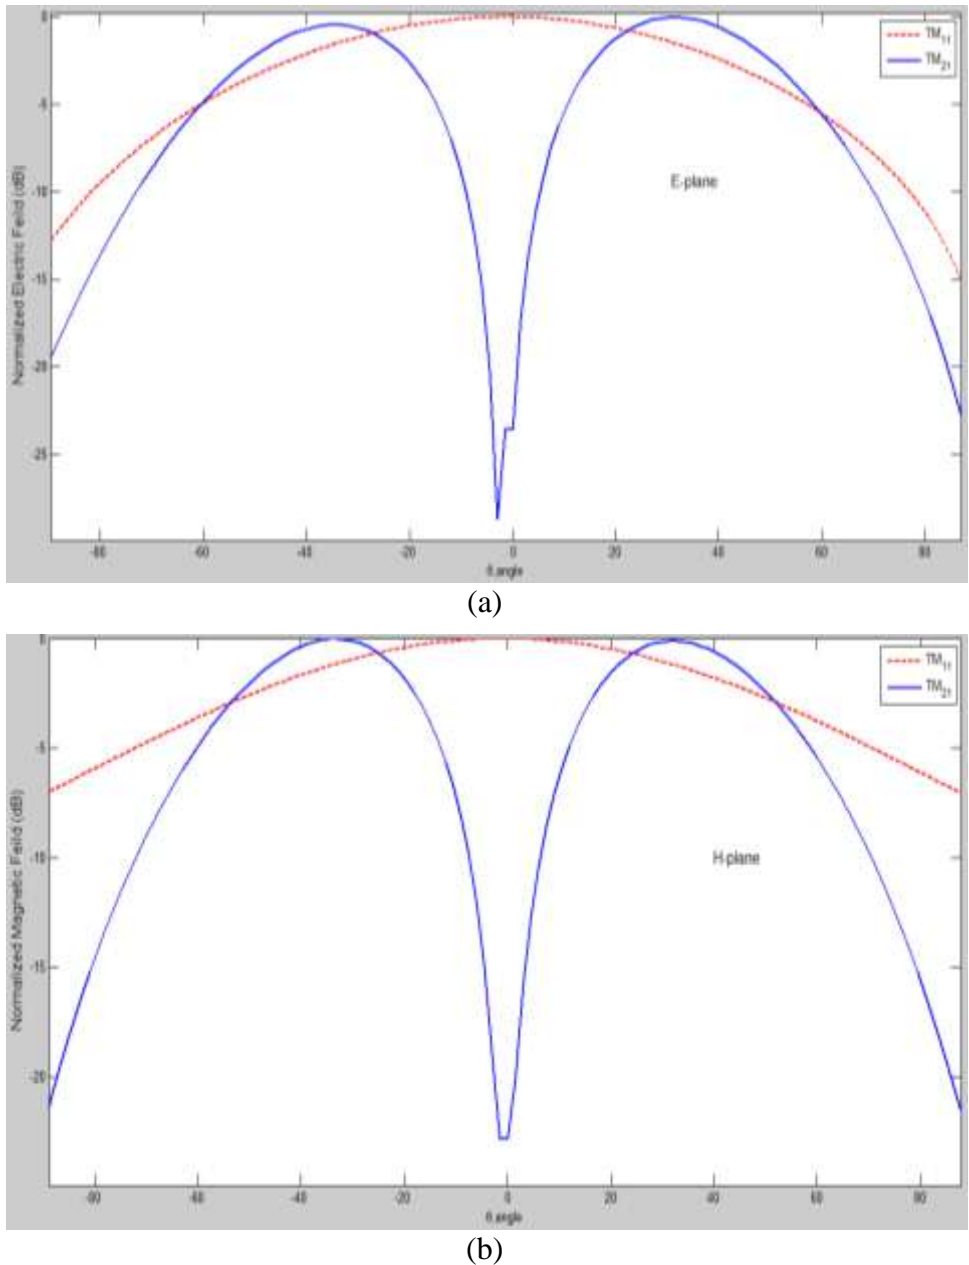 0
TM11
TM21
-5
E-plane
-10
-15
-20
-25
Normalized Electric Feild (dB)
-80 -60 -40 -20 0 20 40 60 80
θ angle
(a)
0
TM11
TM21
-5
H-plane
-10
-15
-20
Normalized Magnetic Feild (dB)
-80 -60 -40 -20 0 20 40 60 80
θ angle
(b)